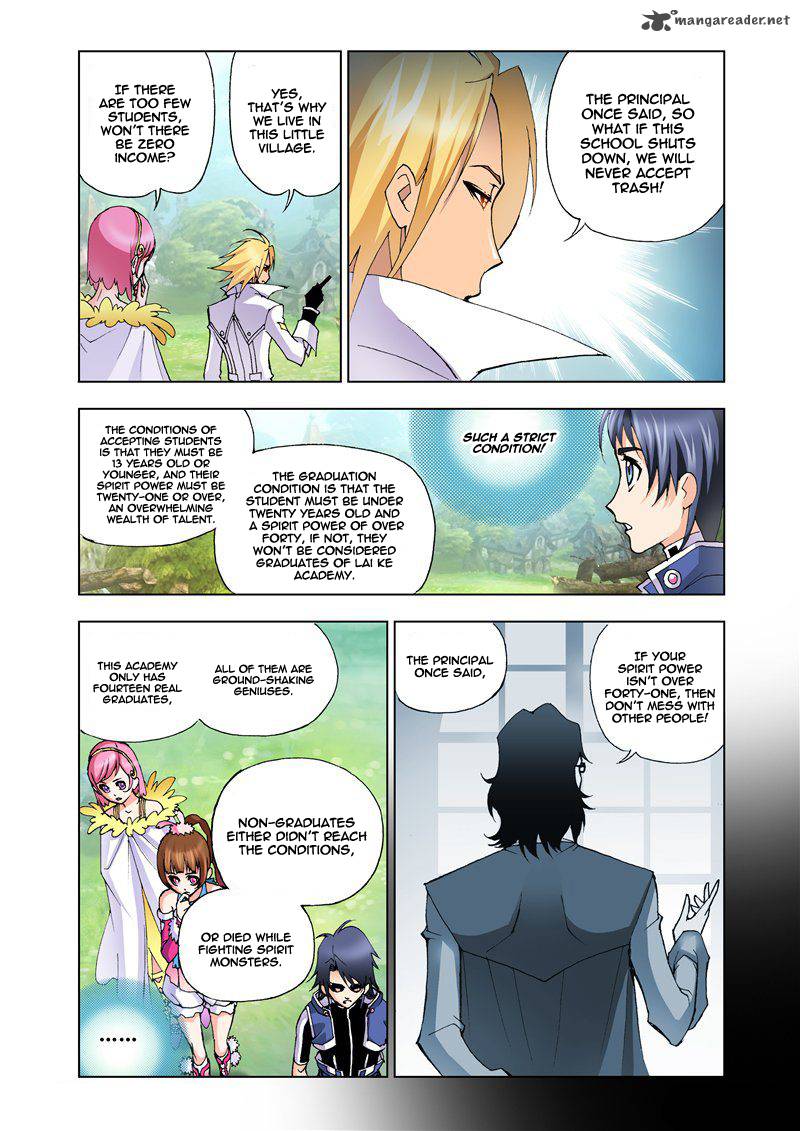 mangareader.net
IF THERE
ARE TOO FEW
STUDENTS,
WON'T THERE
BE ZERO
INCOME?
YES,
THAT'S WHY
WE LIVE IN
THIS LITTLE
VILLAGE.
THE PRINCIPAL
ONCE SAID, SO
WHAT IF THIS
SCHOOL SHUTS
DOWN, WE WILL
NEVER ACCEPT
TRASH!
THE CONDITIONS OF
ACCEPTING STUDENTS
IS THAT THEY MUST BE
13 YEARS OLD OR
YOUNGER, AND THEIR
SPIRIT POWER MUST BE
TWENTY-ONE OR OVER,
AN OVERWHELMING
WEALTH OF TALENT.
THE GRADUATION
CONDITION IS THAT THE
STUDENT MUST BE UNDER
TWENTY YEARS OLD AND
A SPIRIT POWER OF OVER
FORTY, IF NOT, THEY
WON'T BE CONSIDERED
GRADUATES OF LAI KE
ACADEMY.
SUCH A STRICT
CONDITION!
THIS ACADEMY
ONLY HAS
FOURTEEN REAL
GRADUATES,
ALL OF THEM ARE
GROUND-SHAKING
GENIUSES.
NON-GRADUATES
EITHER DIDN'T REACH
THE CONDITIONS,
OR DIED WHILE
FIGHTING SPIRIT
MONSTERS.
......
THE PRINCIPAL
ONCE SAID,
IF YOUR
SPIRIT POWER
ISN'T OVER
FORTY-ONE, THEN
DON'T MESS WITH
OTHER PEOPLE!